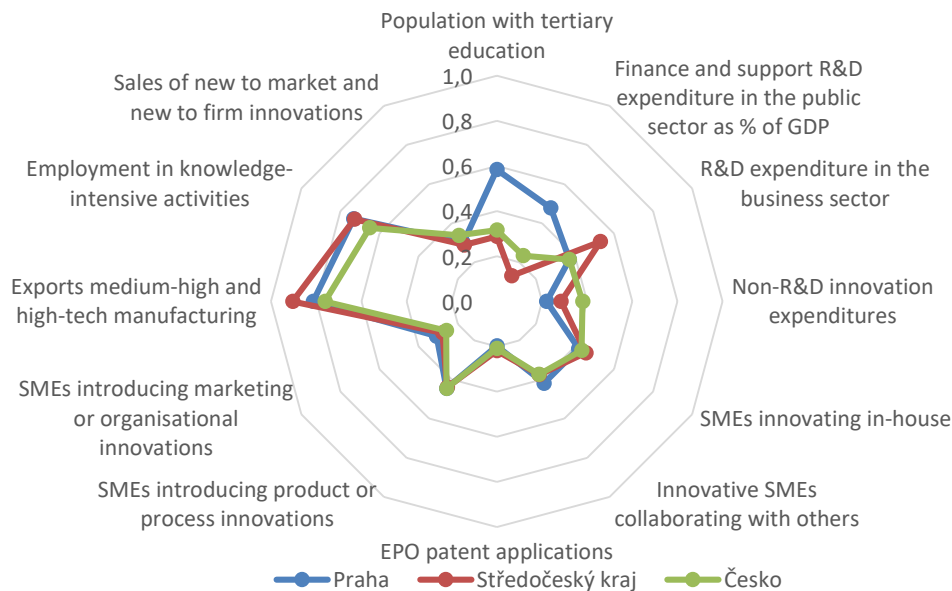 Population with tertiary
education
Finance and support R&D
expenditure in the public
sector as % of GDP
R&D expenditure in the
business sector
Non-R&D innovation
expenditures
SMEs innovating in-house
Innovative SMEs
collaborating with others
EPO patent applications
SMEs introducing product or
process innovations
SMEs introducing marketing
or organisational
innovations
Exports medium-high and
high-tech manufacturing
Employment in knowledge-
intensive activities
Sales of new to market and
new to firm innovations
1,0
0,8
0,6
0,4
0,2
0,0
Praha
Středočeský kraj
Česko